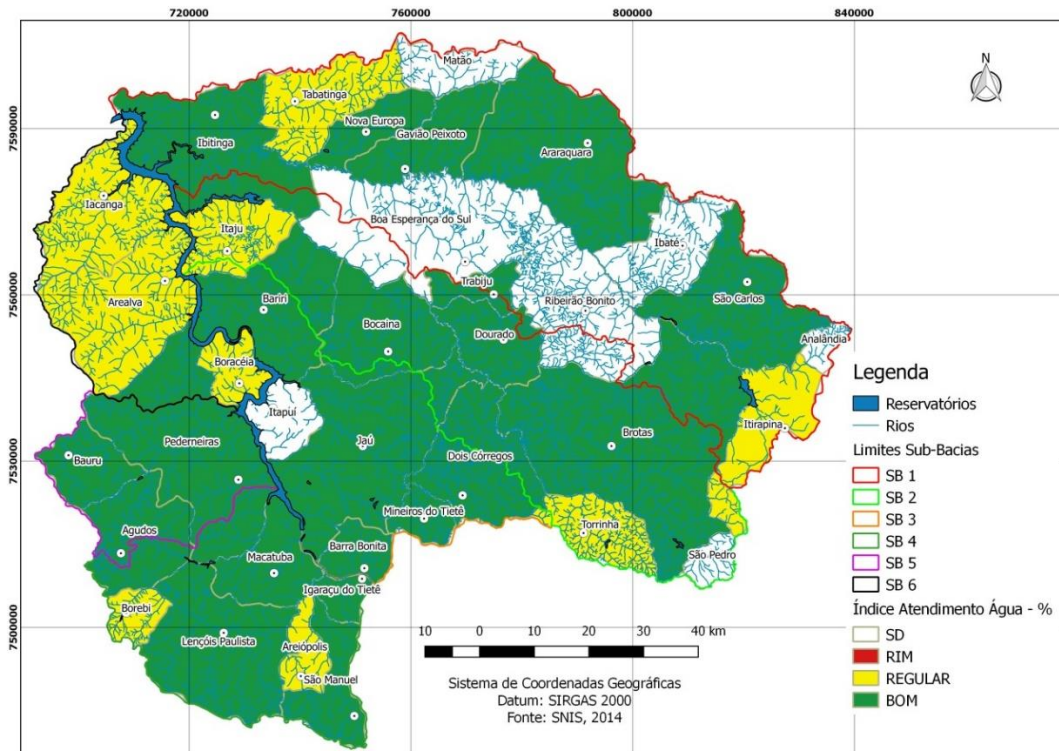 720000
760000
800000
840000
N
7590000
7560000
7530000
7500000
Matão
Tabatinga
Nova Europa
Gavião Peixoto
Ibitinga
Araraquara
Iacanga
Itaju
Boa Esperança do Sul
Ibaté
Trabiju
Arealva
Bariri
Ribeirão Bonito
São Carlos
Bocaina
Dourado
Analândia
Boracéia
Itapuí
Itirapina
Pederneiras
Jaú
Brotas
Bauru
Dois Córregos
Mineiros do Tietê
Torrinha
Agudos
Barra Bonita
São Pedro
Macatuba
Igaraçu do Tietê
Borebi
Lençóis Paulista
Areiópolis
São Manuel
Legenda
Reservatórios
Rios
Limites Sub-Bacias
SB 1
SB 2
SB 3
SB 4
SB 5
SB 6
Índice Atendimento Água - %
SD
RIM
REGULAR
BOM
10 0 10 20 30 40 km
Sistema de Coordenadas Geográficas
Datum: SIRGAS 2000
Fonte: SNIS, 2014